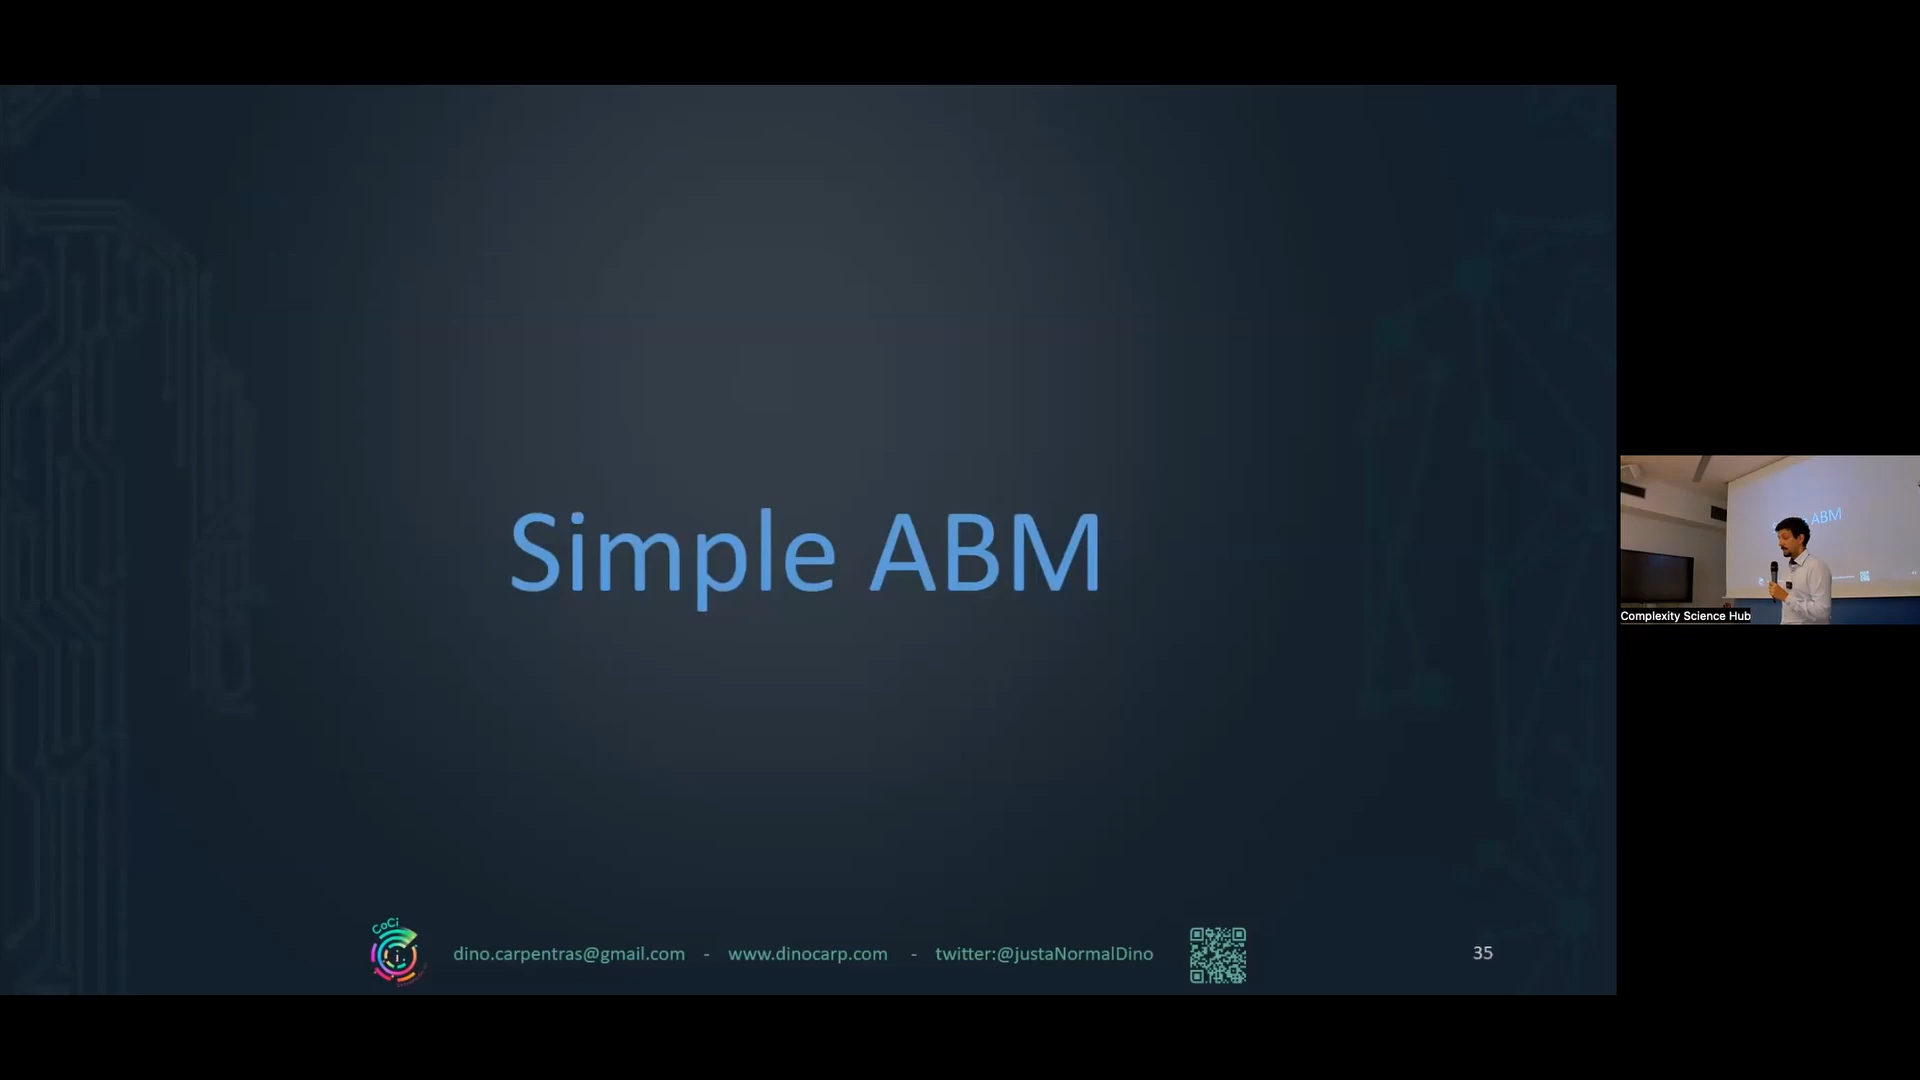 Simple ABM
CoCi
dino.carpentras@gmail.com - www.dinocarp.com - twitter:@justaNormalDino
35
ABM
Complexity Science Hub